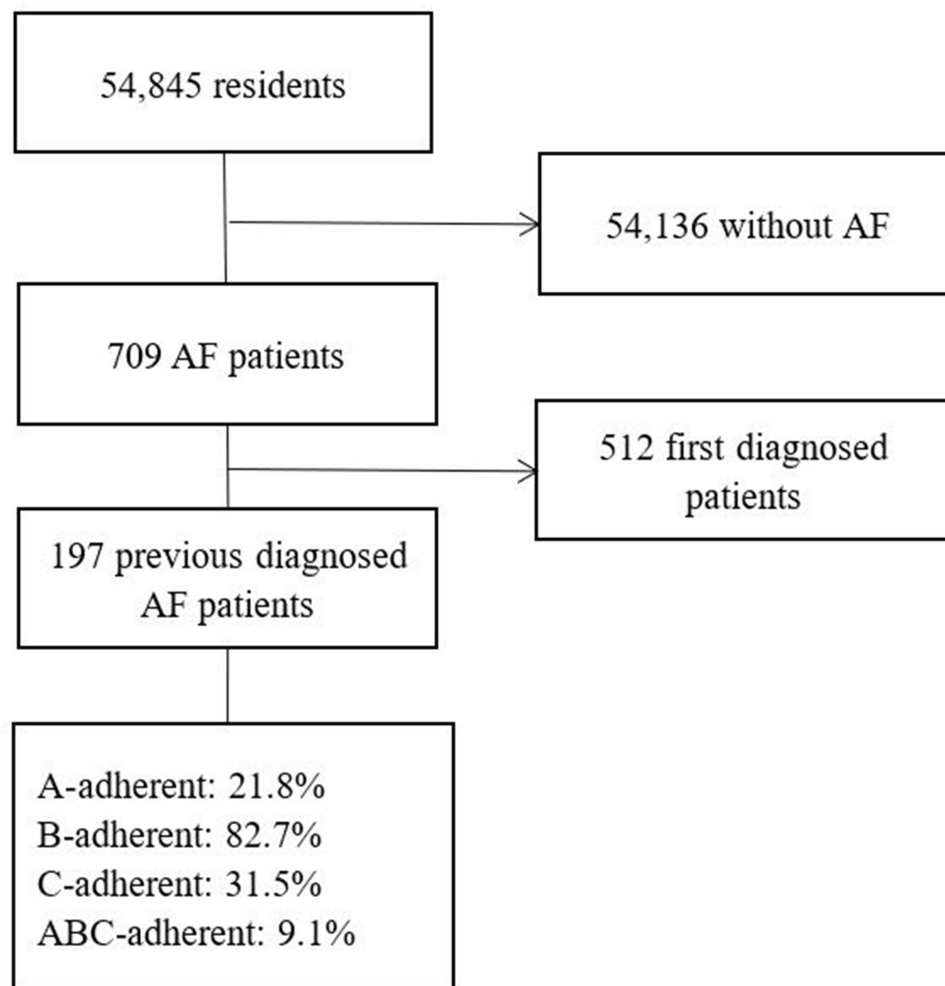 54,845 residents
54,136 without AF
709 AF patients
512 first diagnosed
patients
197 previous diagnosed
AF patients
A-adherent: 21.8%
B-adherent: 82.7%
C-adherent: 31.5%
ABC-adherent: 9.1%